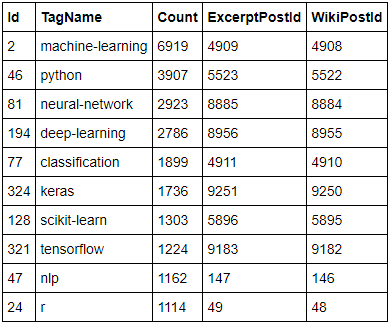 Id TagName Count ExcerptPostId WikiPostId
2 machine-learning 6919 4909 4908
46 python 3907 5523 5522
81 neural-network 2923 8885 8884
194 deep-learning 2786 8956 8955
77 classification 1899 4911 4910
324 keras 1736 9251 9250
128 scikit-learn 1303 5896 5895
321 tensorflow 1224 9183 9182
47 nlp 1162 147 146
24 r 1114 49 48